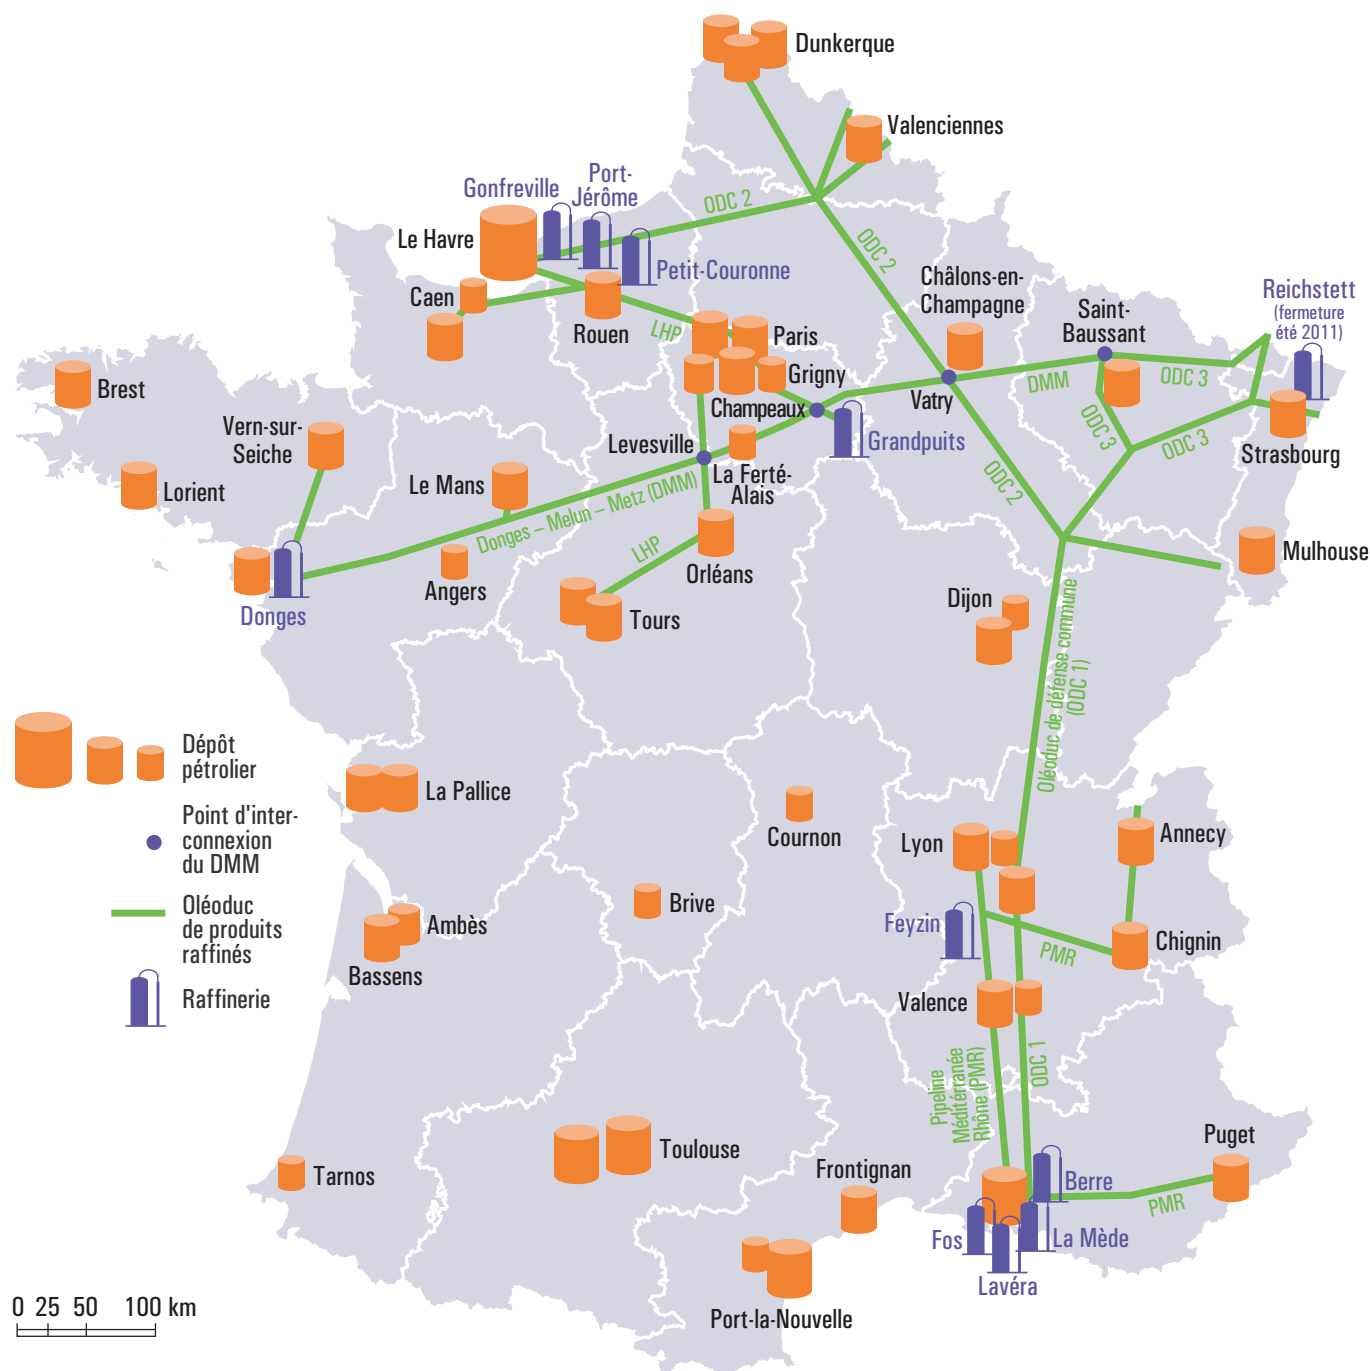 Dunkerque
Valenciennes
Port-
Jérôme
Gonfreville
ODC 2
Le Havre
Petit-Couronne
ODC 2
Châlons-en-
Champagne
Saint-
Baussant
Reichstett
(fermeture
été 2011)
Caen
Rouen
LHP
Paris
Grigny
DMM
ODC 3
Brest
Champeaux
Vatry
ODC 3
ODC 3
Vern-sur-
Seiche
Levesville
Grandpuits
Strasbourg
Lorient
Le Mans
La Ferté-
Alais
ODC 2
Donges – Melun – Metz (DMM)
LHP
Orléans
Mulhouse
Angers
Donges
Tours
Dijon
Oléoduc de défense commune
(ODC 1)
Dépôt
pétrolier
La Pallice
Point d'inter-
connexion
du DMM
Cournon
Lyon
Annecy
Oléoduc
de produits
raffinés
Brive
Ambès
Bassens
Feyzin
PMR
Chignin
Raffinerie
Valence
Pipeline
Méditérranée
Rhône (PMR)
ODC 1
Toulouse
Puget
Tarnos
Frontignan
Berre
PMR
Fos
La Mède
Lavéra
Port-la-Nouvelle
0 25 50 100 km